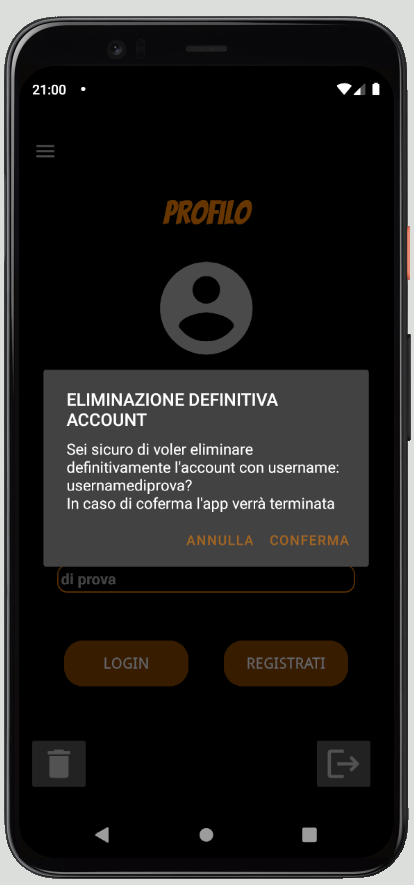 21:00
PROFILO
ELIMINAZIONE DEFINITIVA
ACCOUNT
Sei sicuro di voler eliminare
definitivamente l'account con username:
usernamediprova?
In caso di coferma l'app verrà terminata
ANNULLA CONFERMA
di prova
LOGIN REGISTRATI